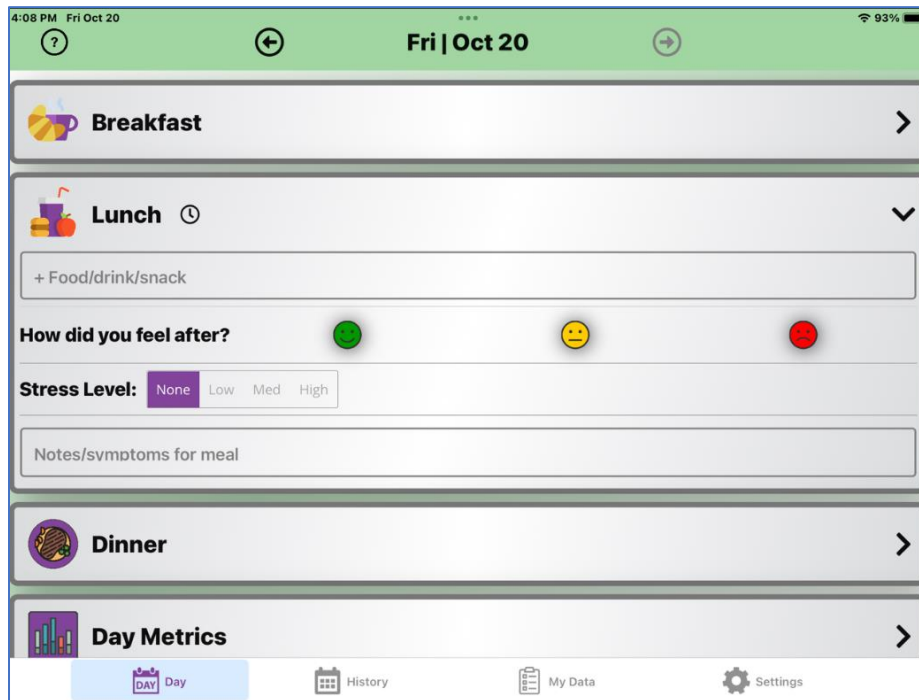 4:08 PM Fri Oct 20
93%
?
Fri | Oct 20
Breakfast
Lunch
+ Food/drink/snack
How did you feel after?
Stress Level: None Low Med High
Notes/symptoms for meal
Dinner
Day Metrics
DAY Day History My Data Settings